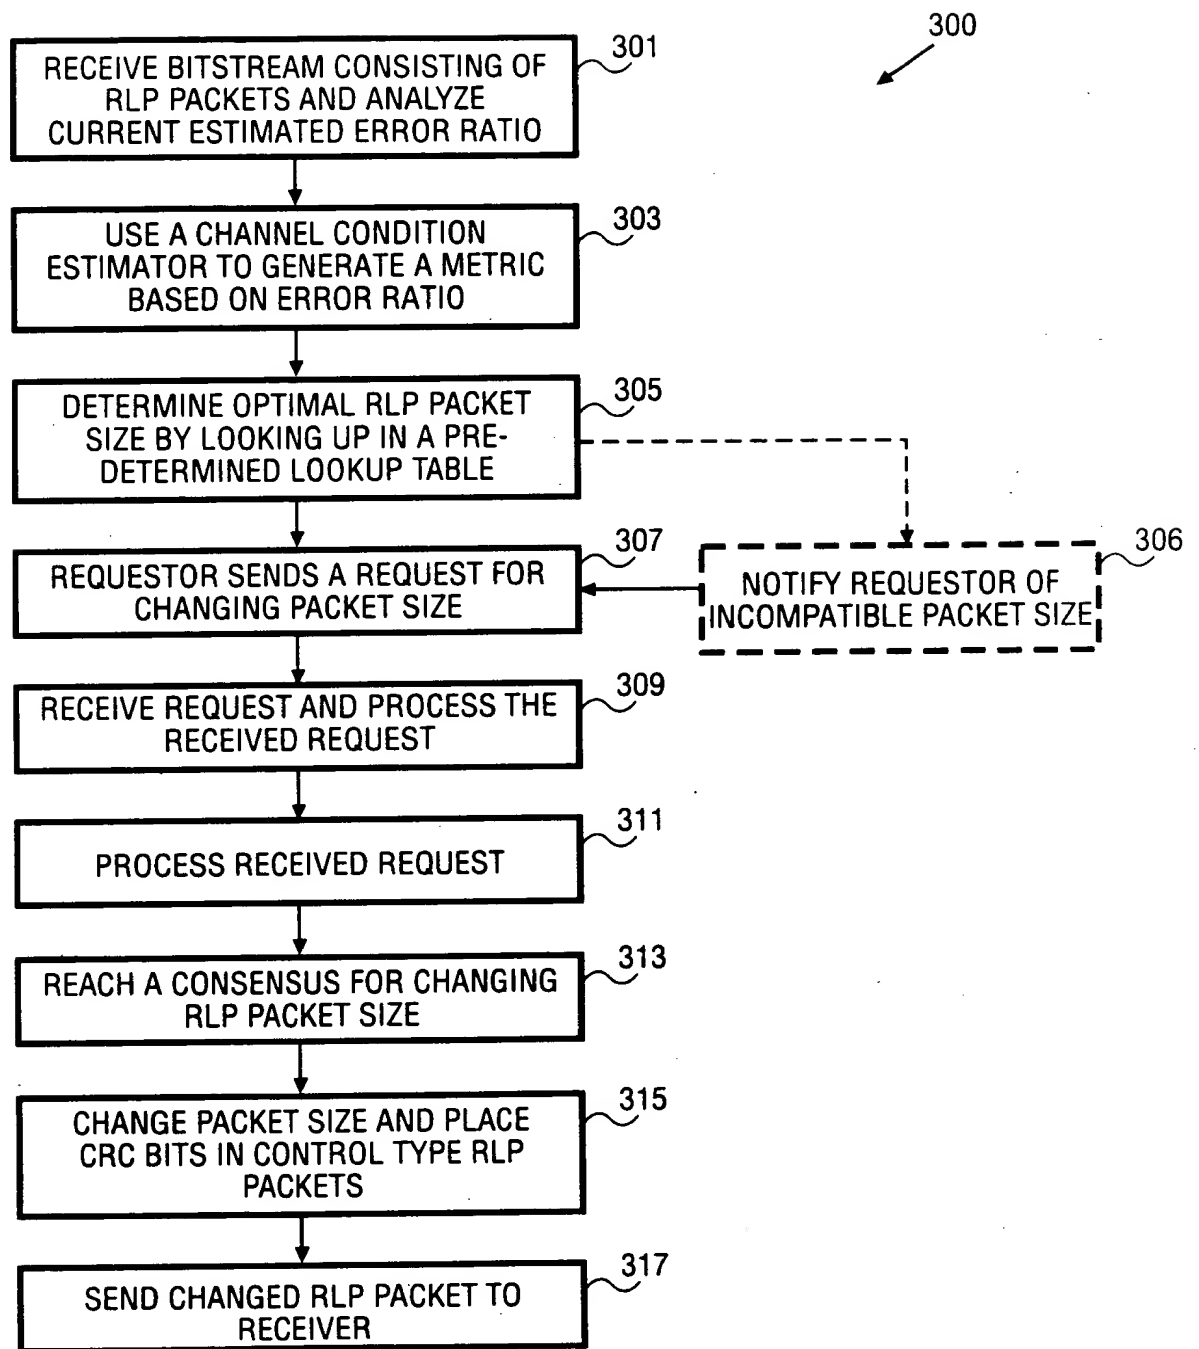 300
301
RECEIVE BITSTREAM CONSISTING OF
RLP PACKETS AND ANALYZE
CURRENT ESTIMATED ERROR RATIO
303
USE A CHANNEL CONDITION
ESTIMATOR TO GENERATE A METRIC
BASED ON ERROR RATIO
305
DETERMINE OPTIMAL RLP PACKET
SIZE BY LOOKING UP IN A PRE-
DETERMINED LOOKUP TABLE
306
NOTIFY REQUESTOR OF
INCOMPATIBLE PACKET SIZE
307
REQUESTOR SENDS A REQUEST FOR
CHANGING PACKET SIZE
309
RECEIVE REQUEST AND PROCESS THE
RECEIVED REQUEST
311
PROCESS RECEIVED REQUEST
313
REACH A CONSENSUS FOR CHANGING
RLP PACKET SIZE
315
CHANGE PACKET SIZE AND PLACE
CRC BITS IN CONTROL TYPE RLP
PACKETS
317
SEND CHANGED RLP PACKET TO
RECEIVER